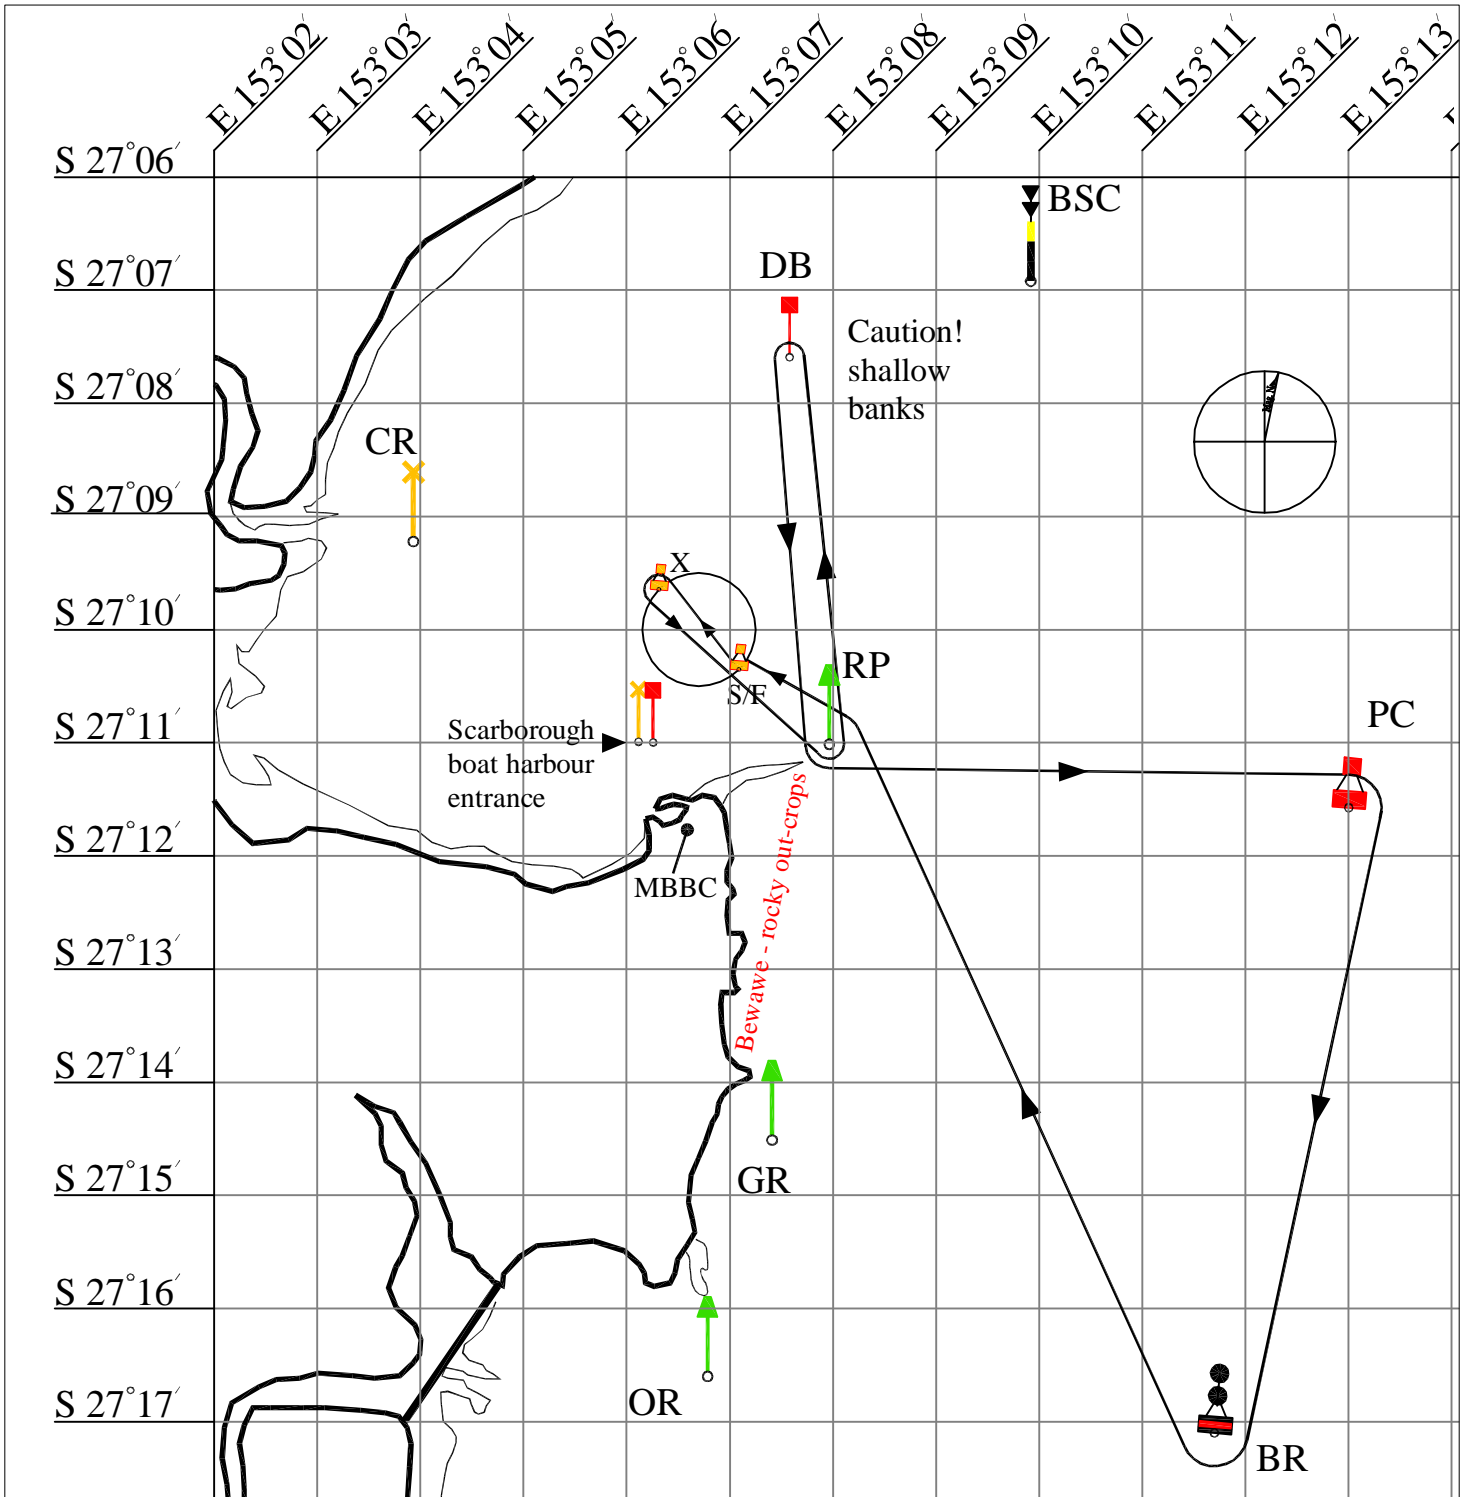 E 153°02′
E 153°03′
E 153°04′
E 153°05′
E 153°06′
E 153°07′
E 153°08′
E 153°09′
E 153°10′
E 153°11′
E 153°12′
E 153°13′
S 27°06′
BSC
S 27°07′
DB
Caution!
shallow
banks
S 27°08′
Mag. N.
CR
S 27°09′
X
S 27°10′
RP
S/F
PC
S 27°11′
Scarborough
boat harbour
entrance
S 27°12′
MBBC
Bewawe - rocky out-crops
S 27°13′
S 27°14′
GR
S 27°15′
S 27°16′
OR
S 27°17′
BR